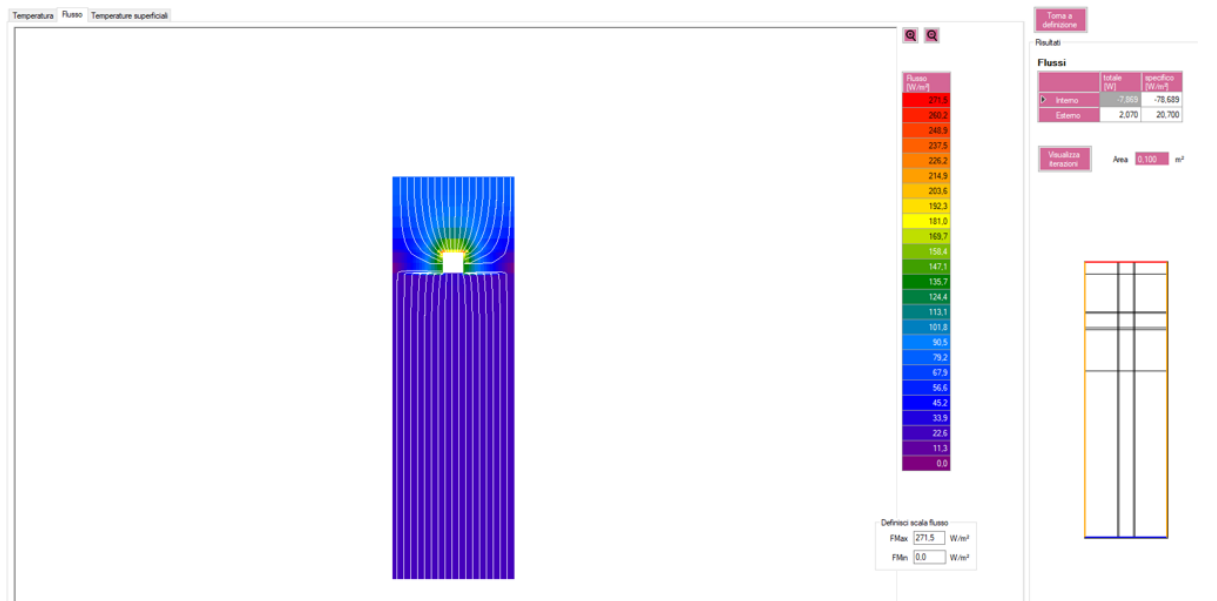 Temperatura Flusso Temperature superficiali
Torna a
definizione
Risultati
Flussi
totale
[W] specifico
[W/m²]
Interno -7,869 -78,689
Esterno 2,070 20,700
Visualizza
iterazioni
Area 0,100 m²
Flusso
[W/m²]
271,5
260,2
248,9
237,5
226,2
214,9
203,6
192,3
181,0
169,7
158,4
147,1
135,7
124,4
113,1
101,8
90,5
79,2
67,9
56,6
45,2
33,9
22,6
11,3
0,0
Definisci scala flusso
FMax 271,5 W/m²
FMin 0,0 W/m²